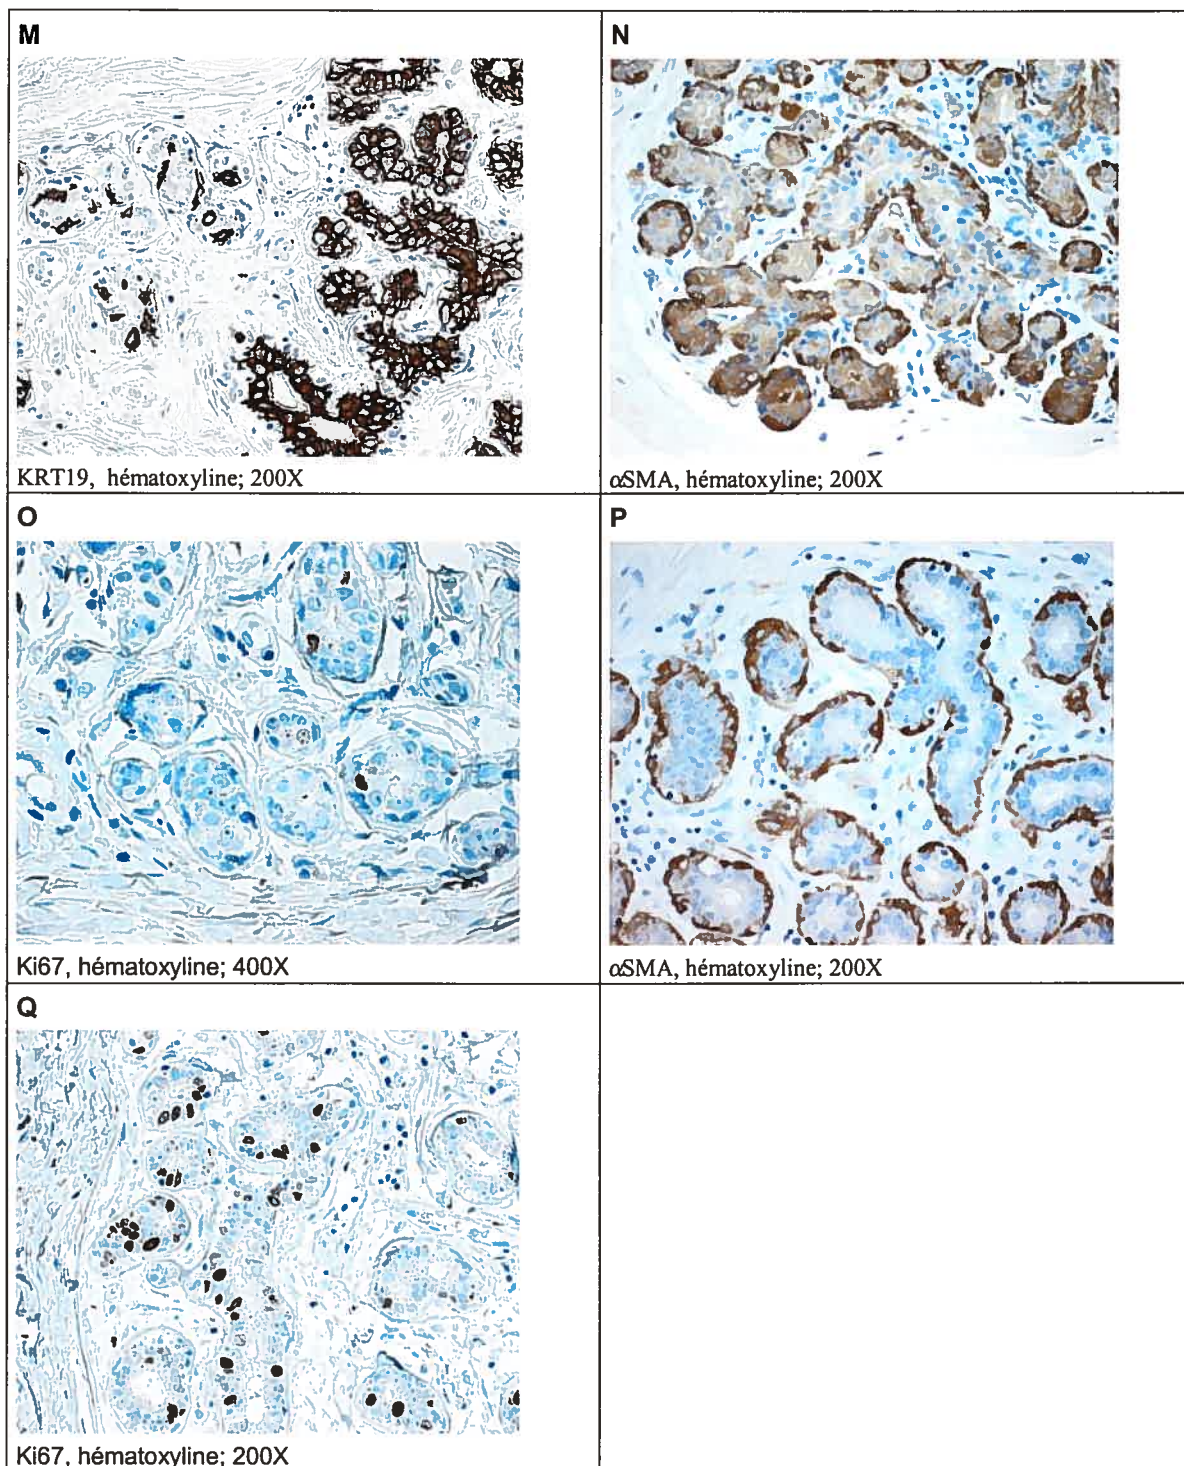 M
N
KRT19, hématoxyline; 200X
αSMA, hématoxyline; 200X
O
P
Ki67, hématoxyline; 400X
αSMA, hématoxyline; 200X
Q
Ki67, hématoxyline; 200X